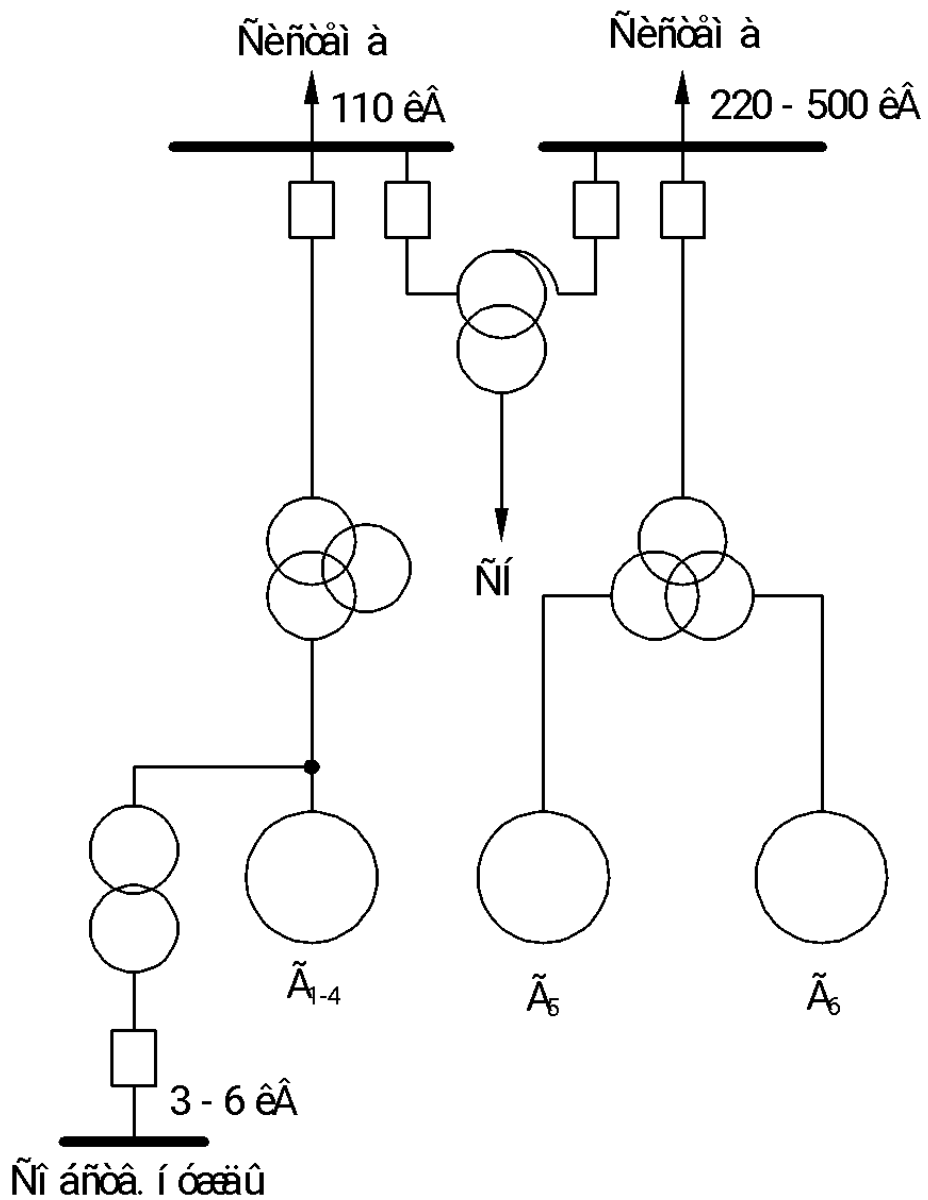 Ñèñòåì à
Ñèñòåì à
110 êÂ
220 - 500 êÂ
ÑÍ
Ã1-4
Ã5
Ã6
3 - 6 êÂ
Ñî áñòâ. í óæäû